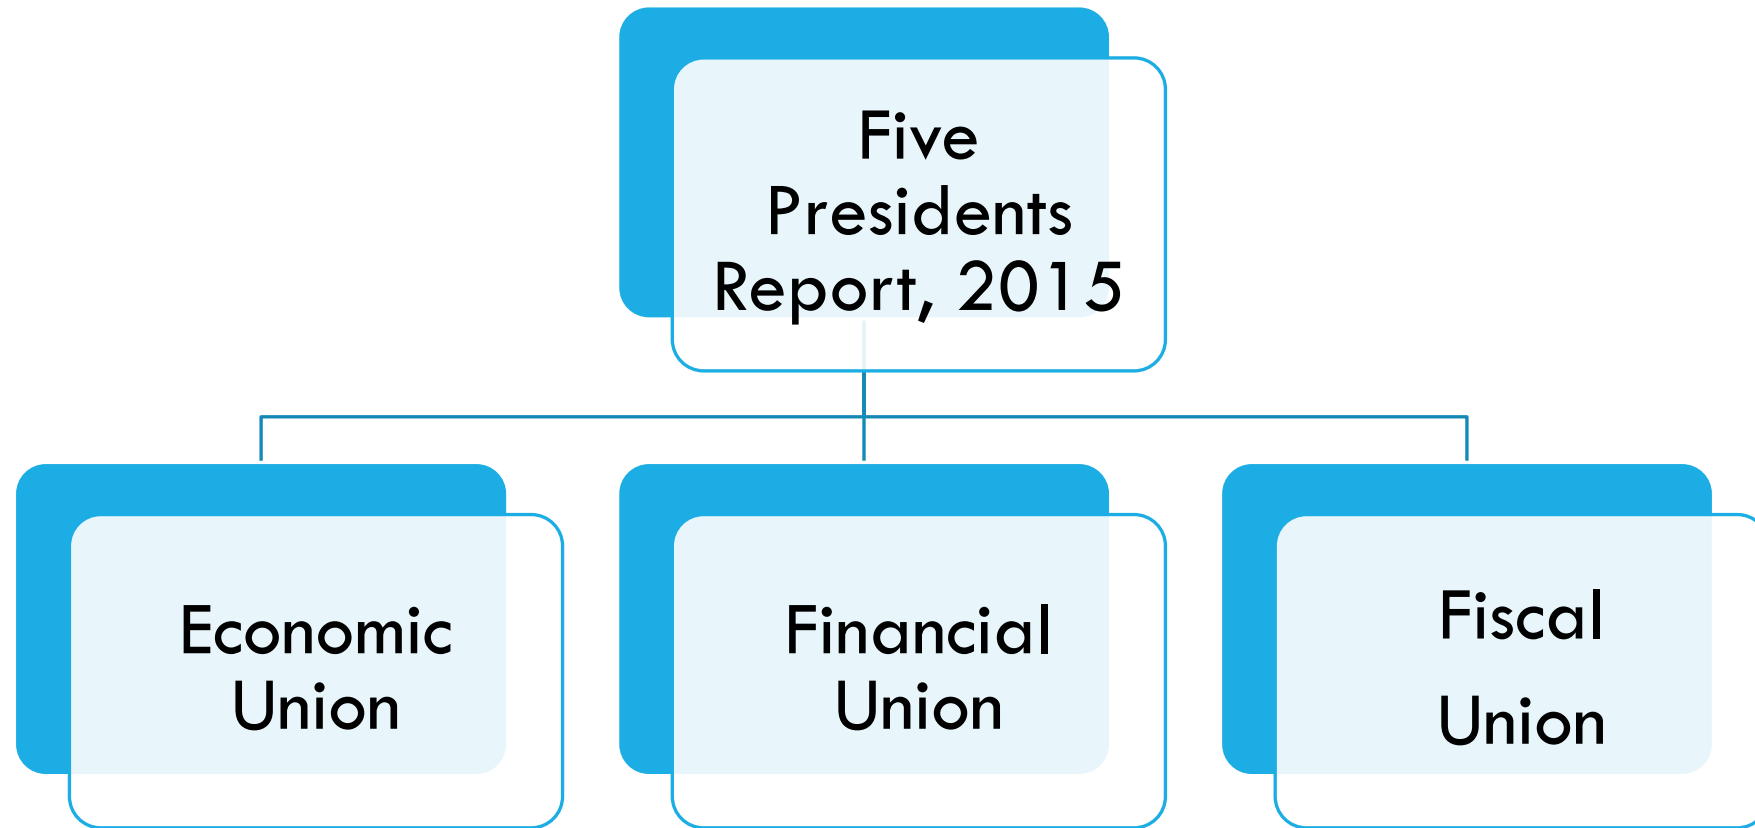 Five
Presidents
Report, 2015
Economic
Union
Financial
Union
Fiscal
Union